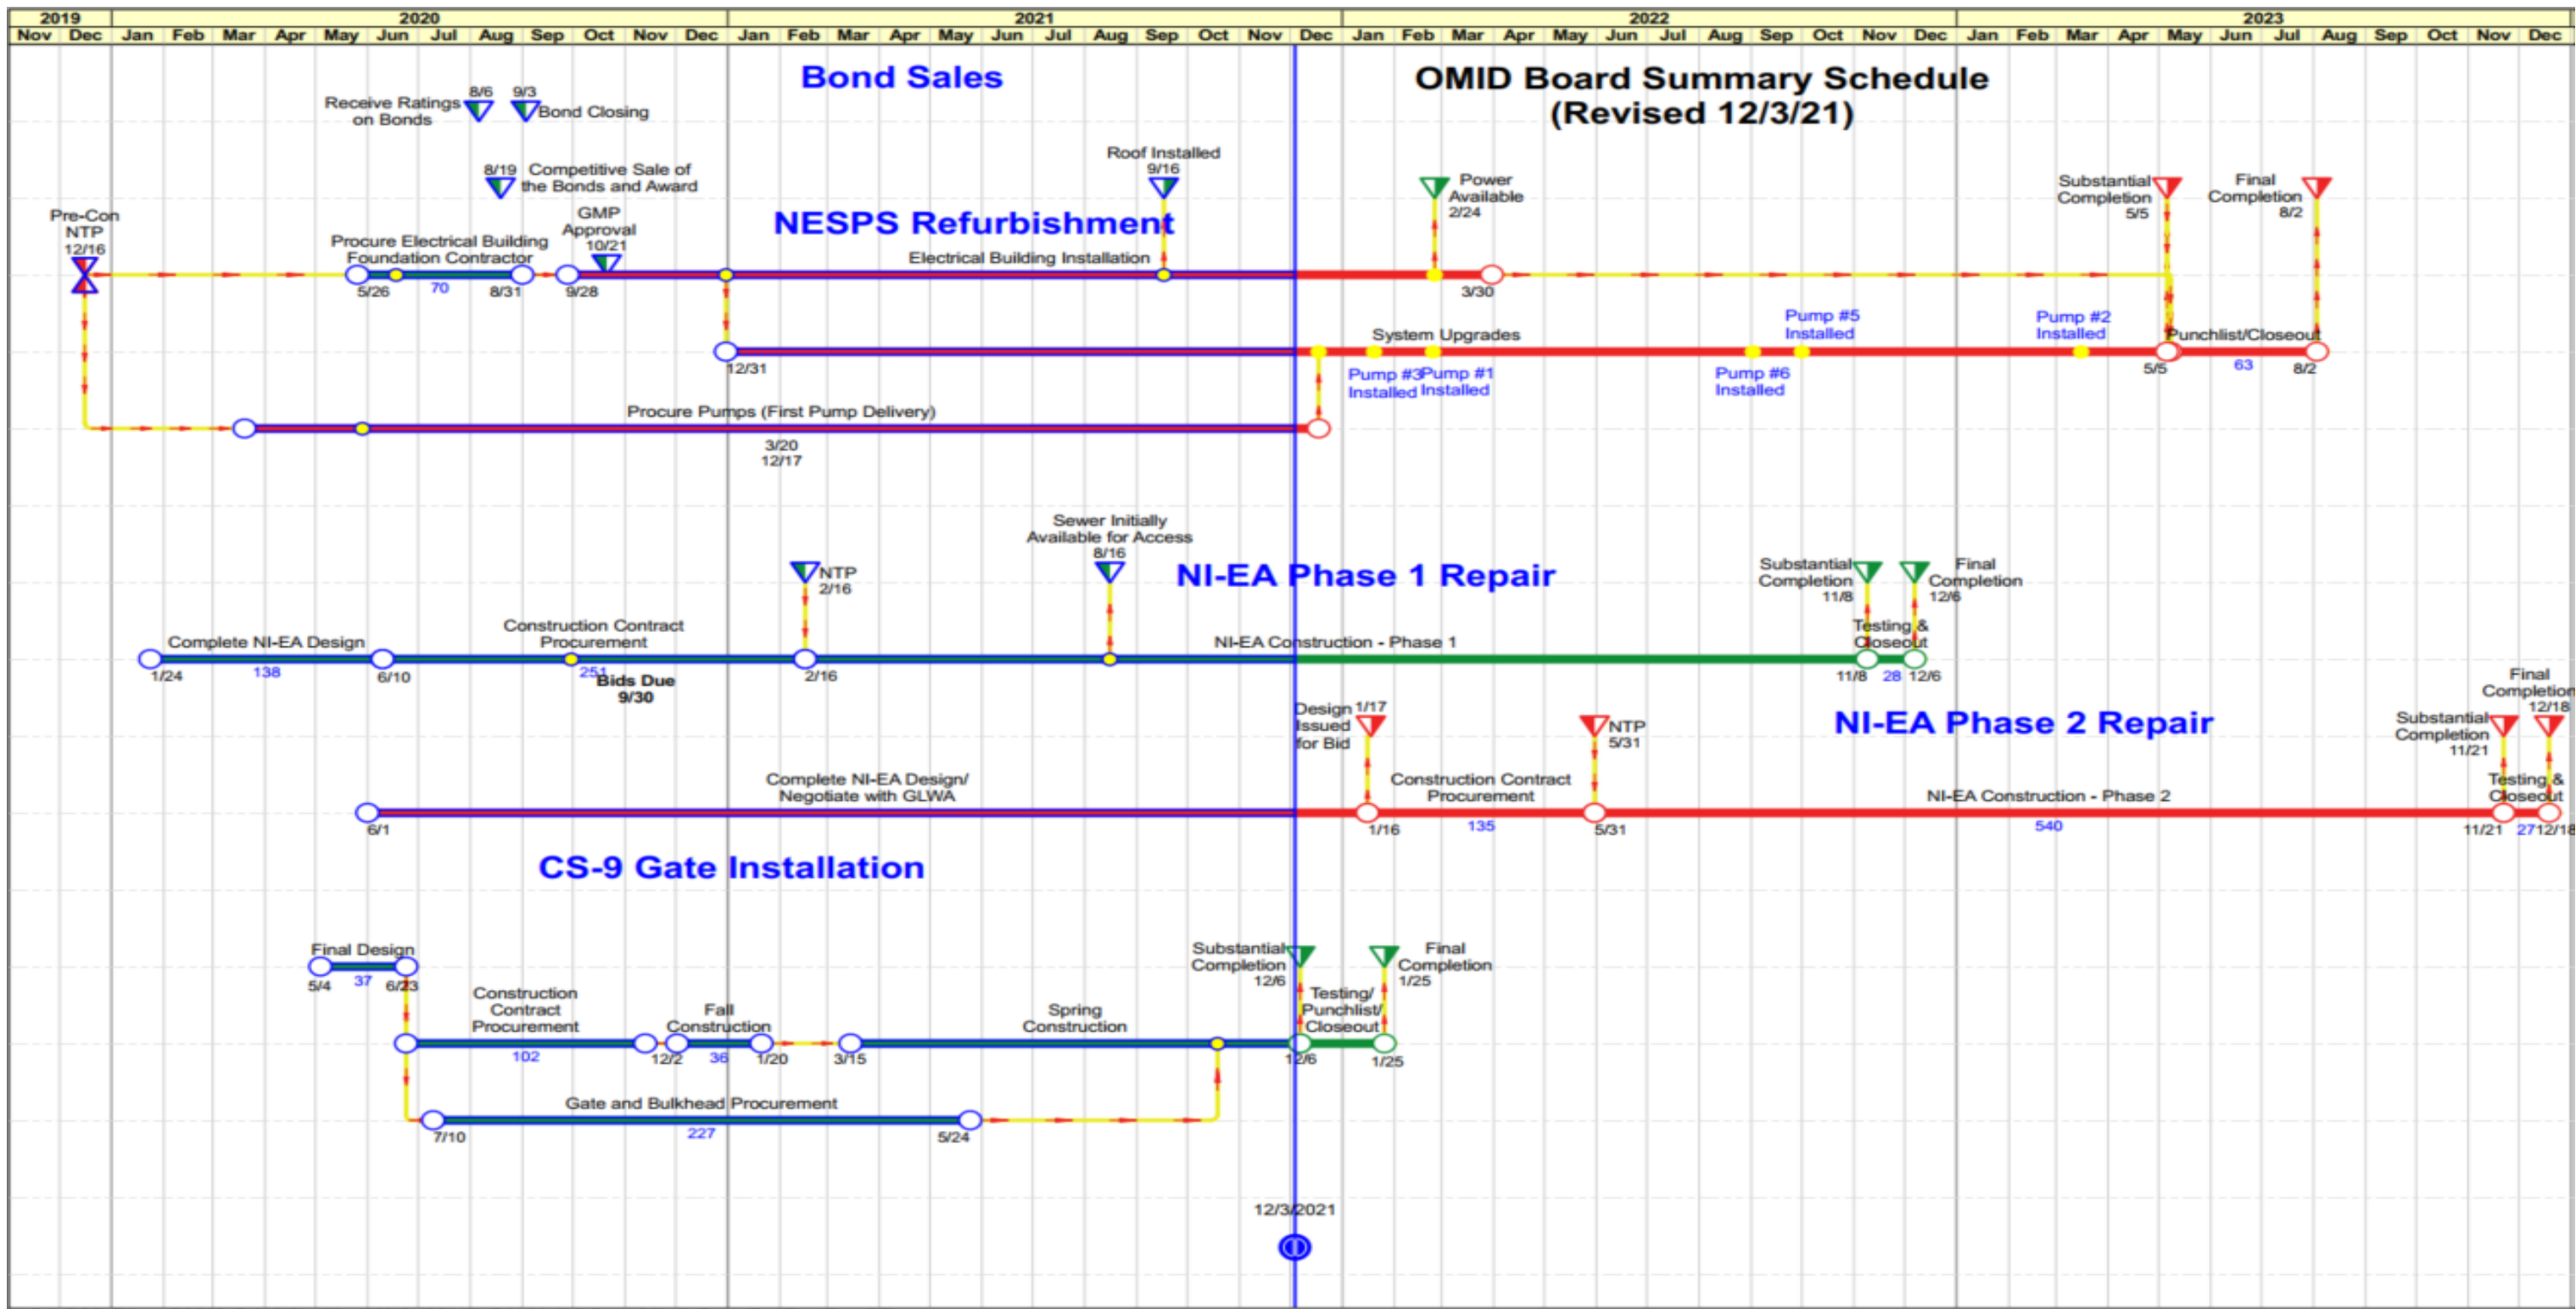 2019 2020 2021 2022 2023
Nov Dec Jan Feb Mar Apr May Jun Jul Aug Sep Oct Nov Dec Jan Feb Mar Apr May Jun Jul Aug Sep Oct Nov Dec Jan Feb Mar Apr May Jun Jul Aug Sep Oct Nov Dec Jan Feb Mar Apr May Jun Jul Aug Sep Oct Nov Dec
Bond Sales
OMID Board Summary Schedule
(Revised 12/3/21)
Receive Ratings
on Bonds
8/6
9/3
Bond Closing
8/19
Competitive Sale of
the Bonds and Award
NESPS Refurbishment
Pre-Con
NTP
12/16
Procure Electrical Building
Foundation Contractor
5/26
70
8/31
GMP
Approval
10/21
9/28
Electrical Building Installation
Roof Installed
9/16
Power
Available
2/24
3/30
Substantial
Completion
5/5
Final
Completion
8/2
12/31
System Upgrades
Pump #3
Installed
Pump #1
Installed
Pump #6
Installed
Pump #5
Installed
Pump #2
Installed
Punchlist/Closeout
5/5
63
8/2
Procure Pumps (First Pump Delivery)
3/20
12/17
NI-EA Phase 1 Repair
Complete NI-EA Design
1/24
138
6/10
Construction Contract
Procurement
251
Bids Due
9/30
NTP
2/16
2/16
Sewer Initially
Available for Access
8/16
NI-EA Construction - Phase 1
Substantial
Completion
11/8
Final
Completion
12/6
Testing &
Closeout
11/8
28
12/6
NI-EA Phase 2 Repair
Complete NI-EA Design/
Negotiate with GLWA
6/1
Design
Issued
for Bid
1/17
1/16
Construction Contract
Procurement
135
NTP
5/31
5/31
NI-EA Construction - Phase 2
540
Substantial
Completion
11/21
Final
Completion
12/18
Testing &
Closeout
11/21
27
12/18
CS-9 Gate Installation
Final Design
5/4
37
6/23
Construction
Contract
Procurement
102
Fall
Construction
12/2
36
1/20
Spring
Construction
3/15
Substantial
Completion
12/6
Final
Completion
1/25
Testing/
Punchlist/
Closeout
12/6
1/25
Gate and Bulkhead Procurement
7/10
227
5/24
12/3/2021